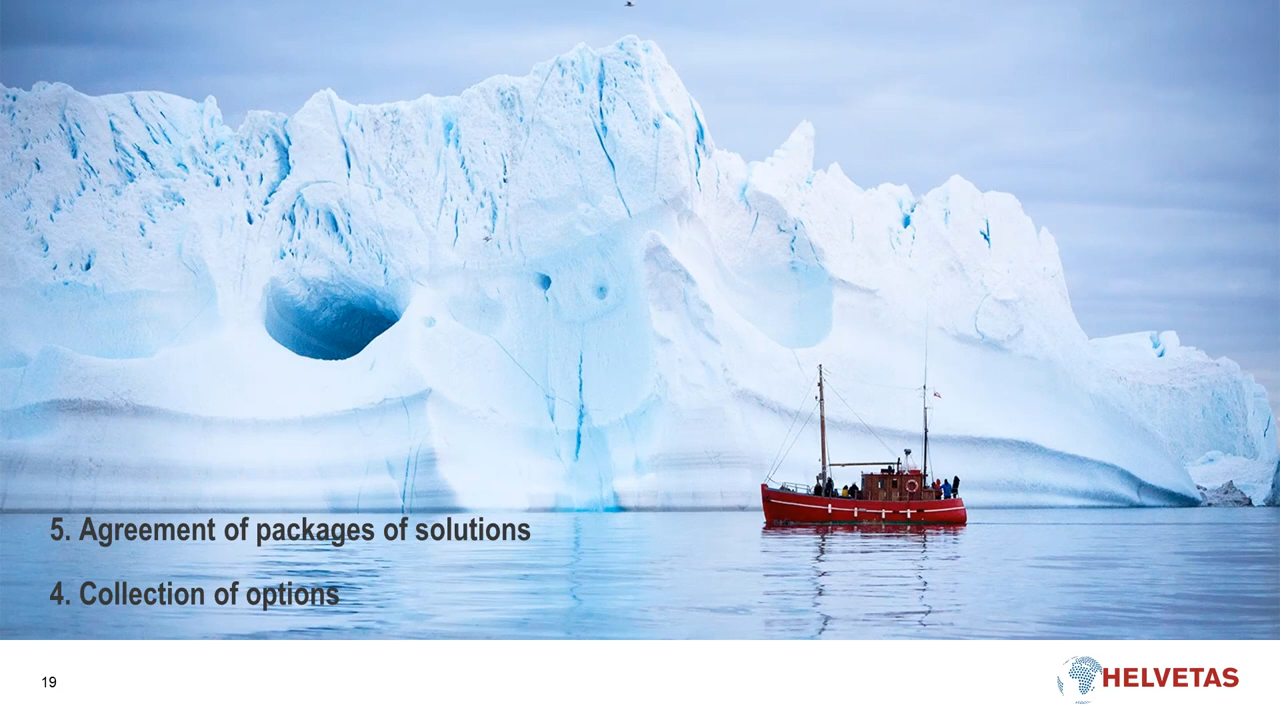 5. Agreement of packages of solutions
4. Collection of options
19
HELVETAS